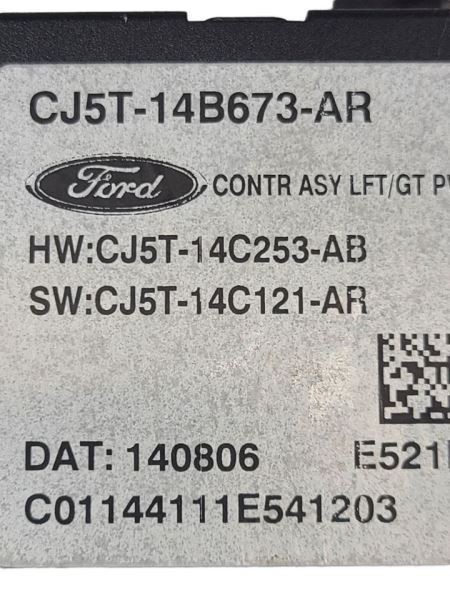 CJ5T-14B673-AR
Ford CONTR ASY LFT/GT
HW:CJ5T-14C253-AB
SW:CJ5T-14C121-AR
DAT: 140806 E521
C01144111E541203